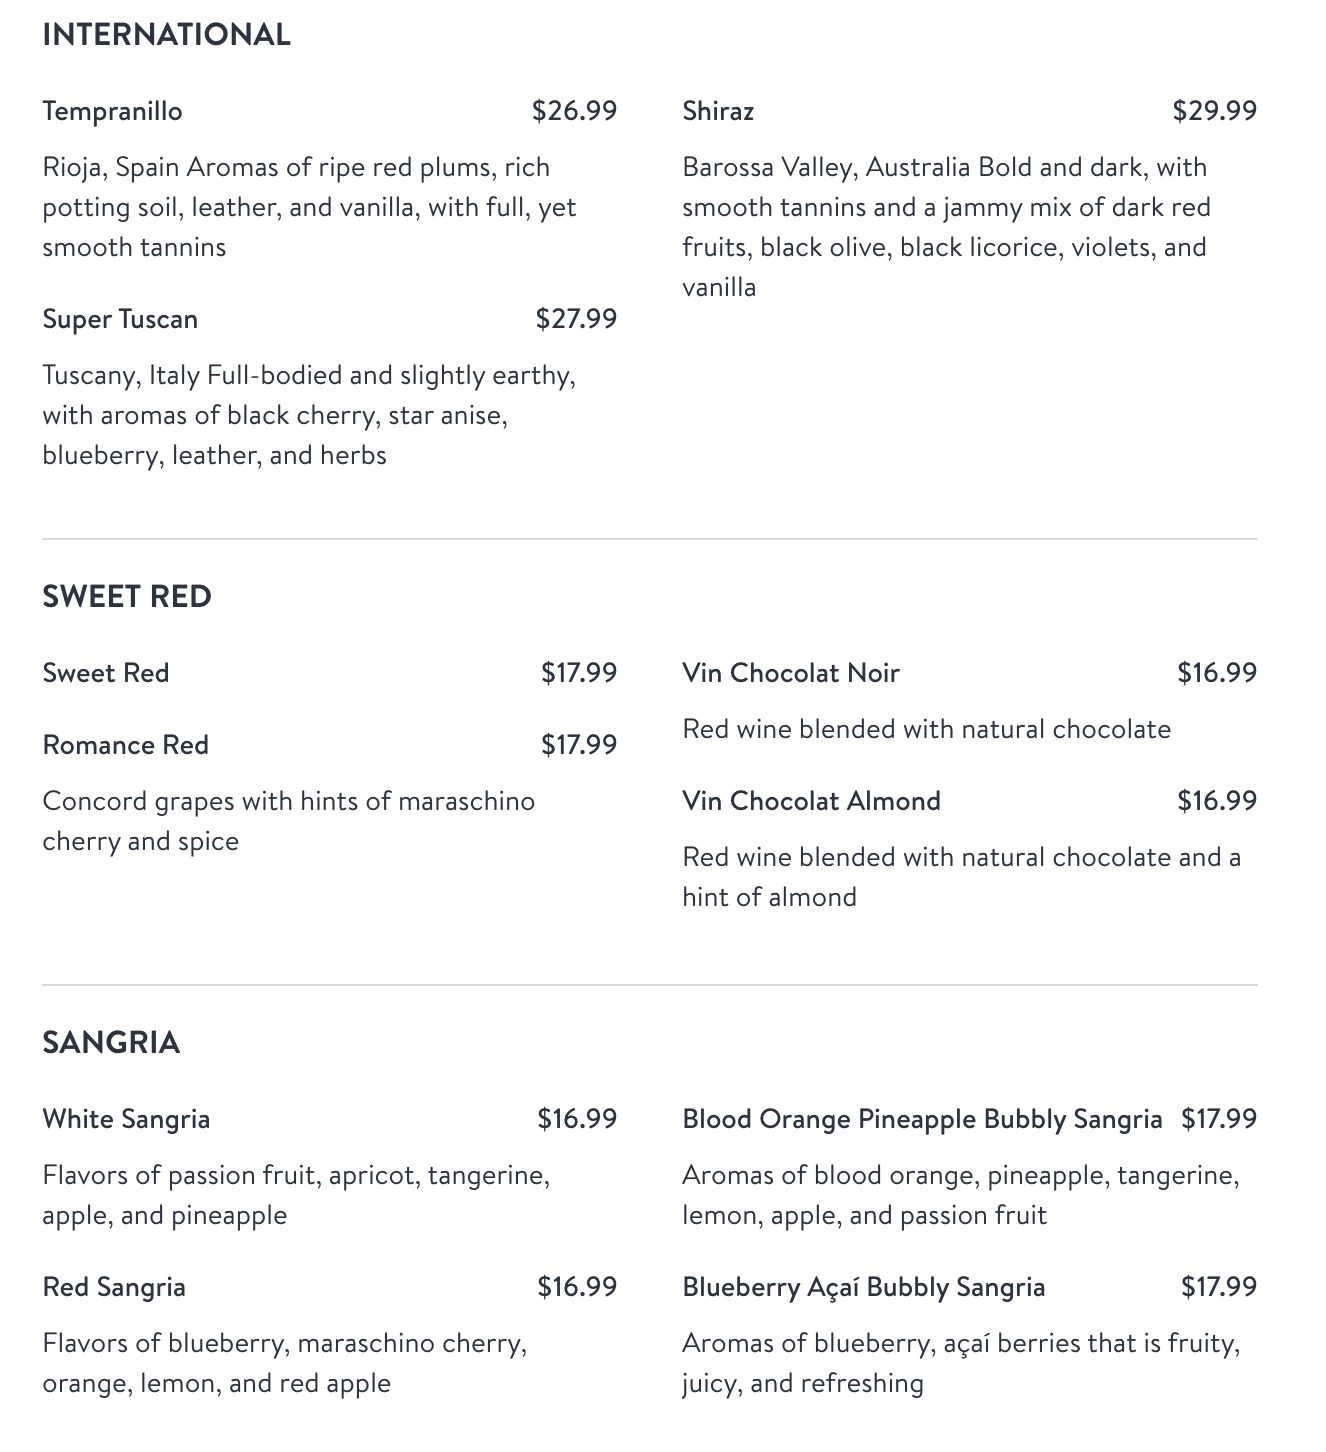 INTERNATIONAL
Tempranillo $26.99
Rioja, Spain Aromas of ripe red plums, rich
potting soil, leather, and vanilla, with full, yet
smooth tannins
Super Tuscan $27.99
Tuscany, Italy Full-bodied and slightly earthy,
with aromas of black cherry, star anise,
blueberry, leather, and herbs
Shiraz $29.99
Barossa Valley, Australia Bold and dark, with
smooth tannins and a jammy mix of dark red
fruits, black olive, black licorice, violets, and
vanilla
SWEET RED
Sweet Red $17.99
Romance Red $17.99
Concord grapes with hints of maraschino
cherry and spice
Vin Chocolat Noir $16.99
Red wine blended with natural chocolate
Vin Chocolat Almond $16.99
Red wine blended with natural chocolate and a
hint of almond
SANGRIA
White Sangria $16.99
Flavors of passion fruit, apricot, tangerine,
apple, and pineapple
Red Sangria $16.99
Flavors of blueberry, maraschino cherry,
orange, lemon, and red apple
Blood Orange Pineapple Bubbly Sangria $17.99
Aromas of blood orange, pineapple, tangerine,
lemon, apple, and passion fruit
Blueberry Açaí Bubbly Sangria $17.99
Aromas of blueberry, açaí berries that is fruity,
juicy, and refreshing